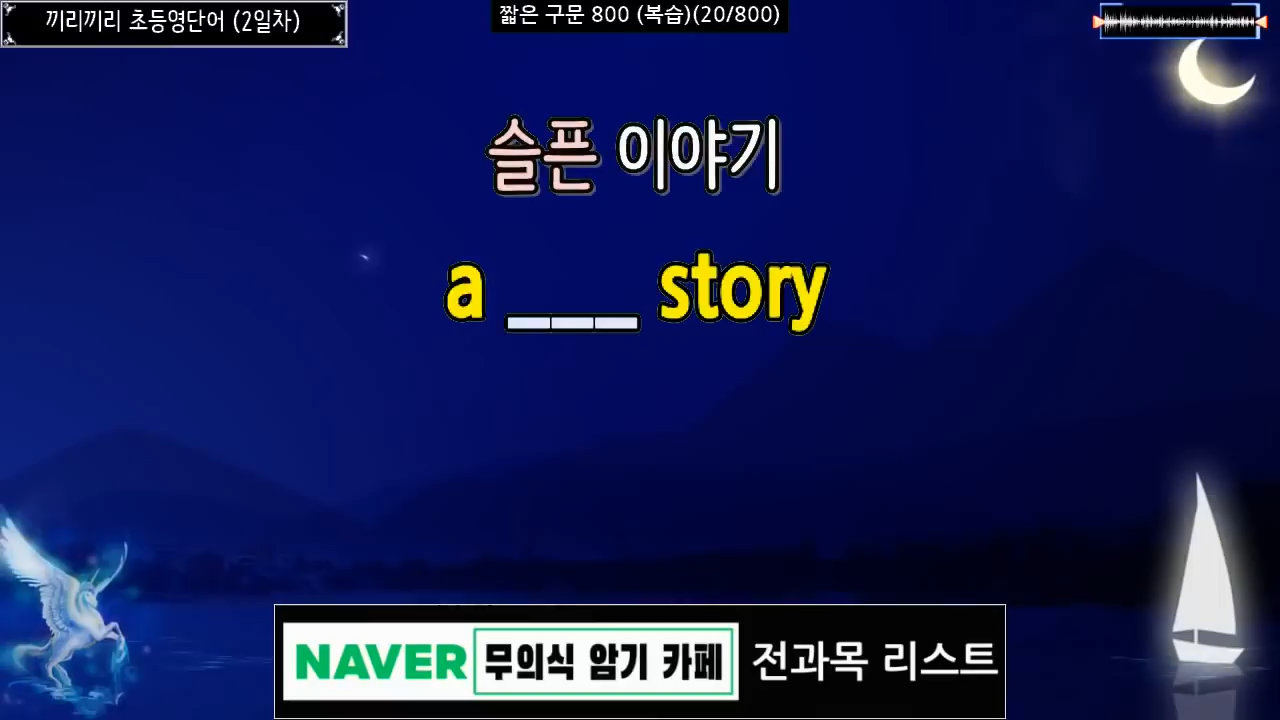 끼리끼리 초등영단어 (2일차)
짧은 구문 800 (복습)(20/800)
슬픈 이야기
a ___ story
NAVER 무의식 암기 카페 전과목 리스트